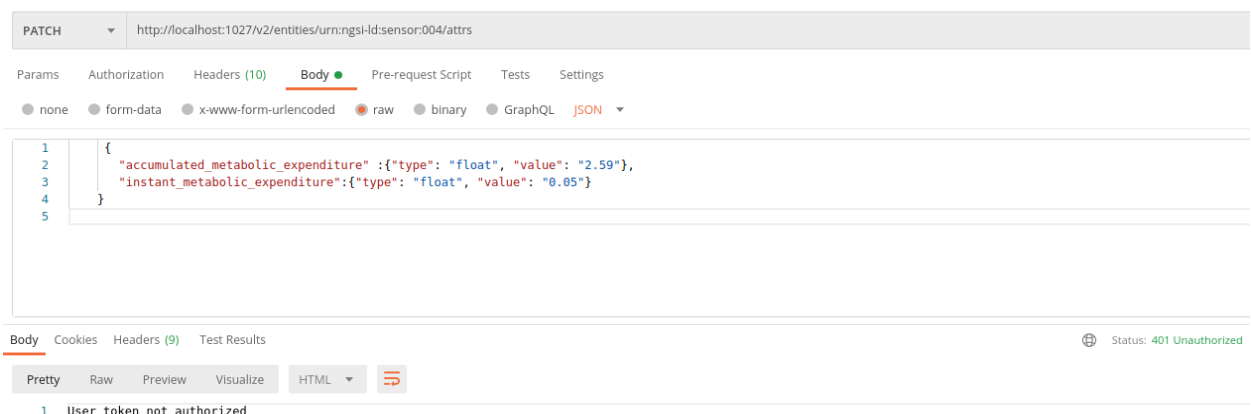 PATCH http://localhost:1027/v2/entities/urn:ngsi-ld:sensor:004/attrs
Params Authorization Headers (10) Body Pre-request Script Tests Settings
none form-data x-www-form-urlencoded raw binary GraphQL JSON
1 {
2 "accumulated_metabolic_expenditure" :{"type": "float", "value": "2.59"},
3 "instant_metabolic_expenditure":{"type": "float", "value": "0.05"}
4 }
5
Body Cookies Headers (9) Test Results Status: 401 Unauthorized
Pretty Raw Preview Visualize HTML
1 User token not authorized